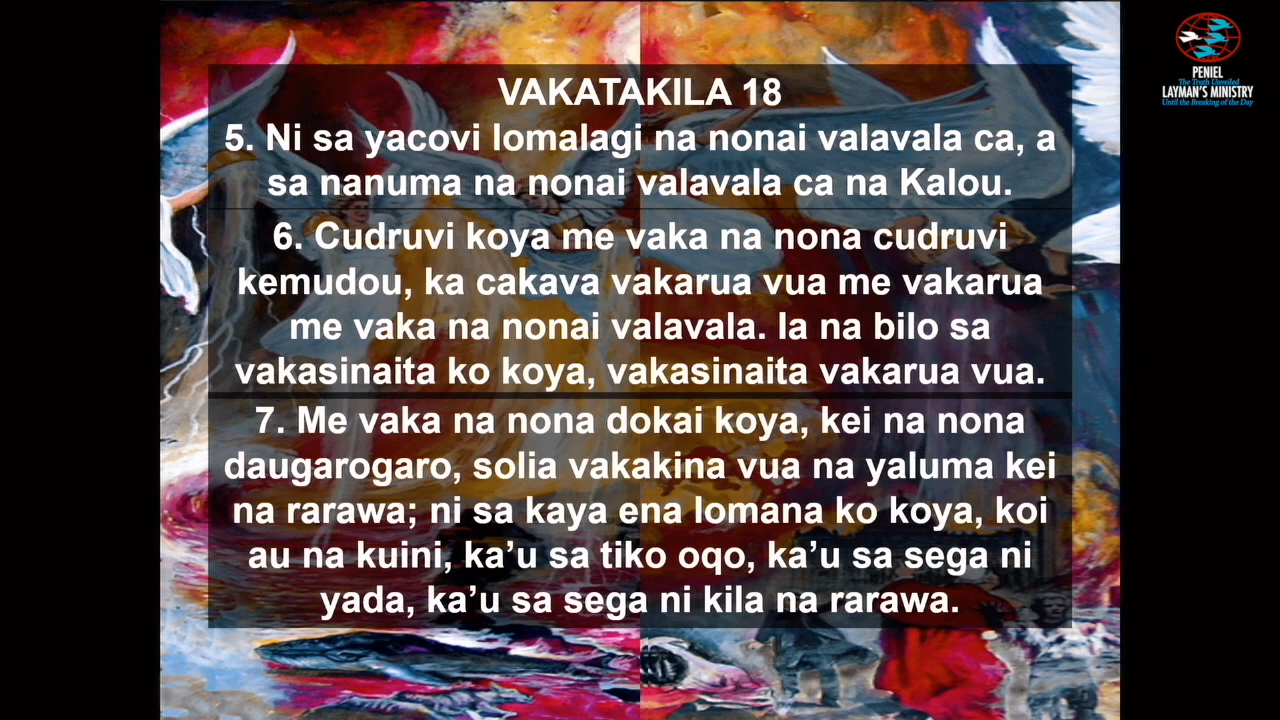 VAKATAKILA 18
5. Ni sa yacovi lomalagi na nonai valavala ca, a
sa nanuma na nonai valavala ca na Kalou.
6. Cudruvi koya me vaka na nona cudruvi
kemudou, ka cakava vakarua vua me vakarua
me vaka na nonai valavala. Ia na bilo sa
vakasinaita ko koya, vakasinaita vakarua vua.
7. Me vaka na nona dokai koya, kei na nona
daugarogaro, solia vakakina vua na yaluma kei
na rarawa; ni sa kaya ena lomana ko koya, koi
au na kuini, ka’u sa tiko oqo, ka’u sa sega ni
yada, ka’u sa sega ni kila na rarawa.
PENIEL
The Truth Unveiled
LAYMAN'S MINISTRY
Until the Breaking of the Day